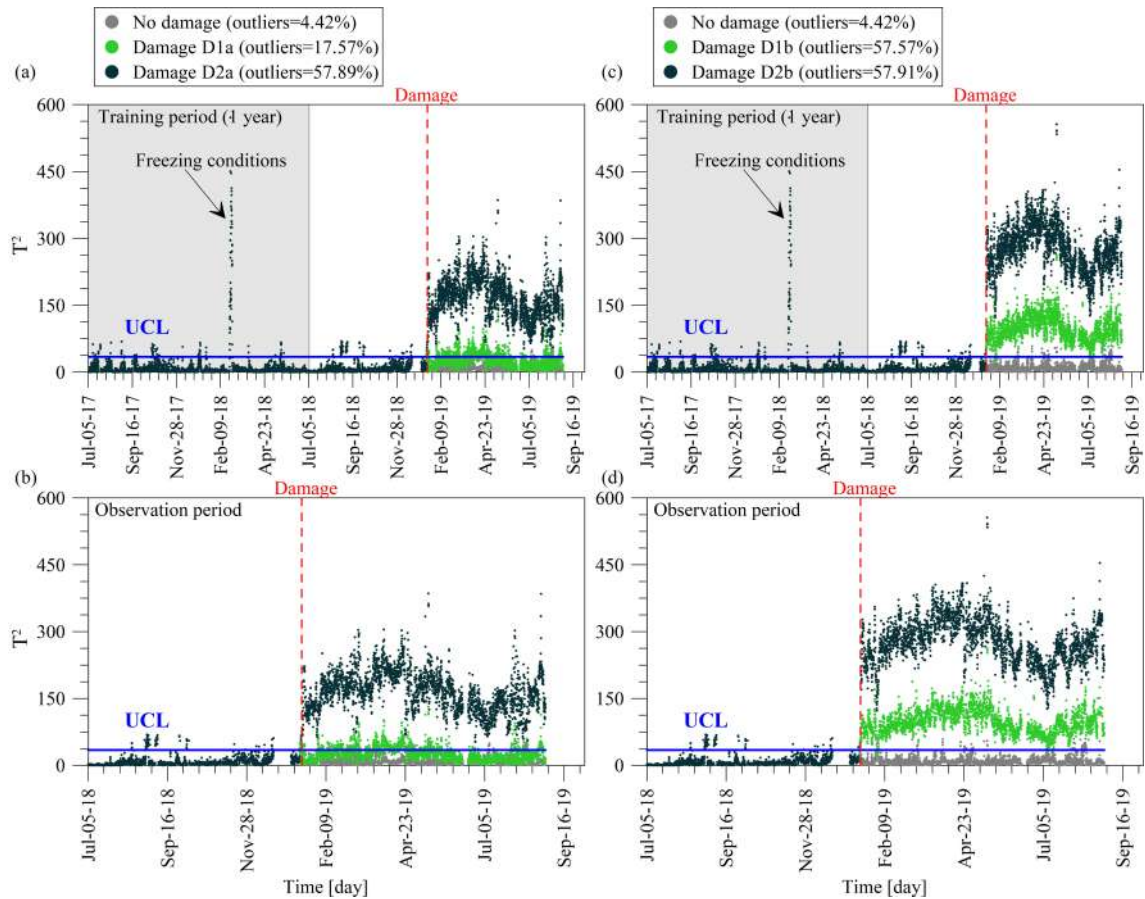 No damage (outliers=4.42%)
Damage D1a (outliers=17.57%)
Damage D2a (outliers=57.89%)
(a)
Damage
600
450
300
150
0
T²
Training period (1 year)
Freezing conditions
UCL
Jul-05-17
Sep-16-17
Nov-28-17
Feb-09-18
Apr-23-18
Jul-05-18
Sep-16-18
Nov-28-18
Feb-09-19
Apr-23-19
Jul-05-19
Sep-16-19
No damage (outliers=4.42%)
Damage D1b (outliers=57.57%)
Damage D2b (outliers=57.91%)
(c)
Damage
600
450
300
150
0
Training period (1 year)
Freezing conditions
UCL
Jul-05-17
Sep-16-17
Nov-28-17
Feb-09-18
Apr-23-18
Jul-05-18
Sep-16-18
Nov-28-18
Feb-09-19
Apr-23-19
Jul-05-19
Sep-16-19
(b)
Damage
600
450
300
150
0
T²
Observation period
UCL
Jul-05-18
Sep-16-18
Nov-28-18
Feb-09-19
Apr-23-19
Jul-05-19
Sep-16-19
Time [day]
(d)
Damage
600
450
300
150
0
T²
Observation period
UCL
Jul-05-18
Sep-16-18
Nov-28-18
Feb-09-19
Apr-23-19
Jul-05-19
Sep-16-19
Time [day]